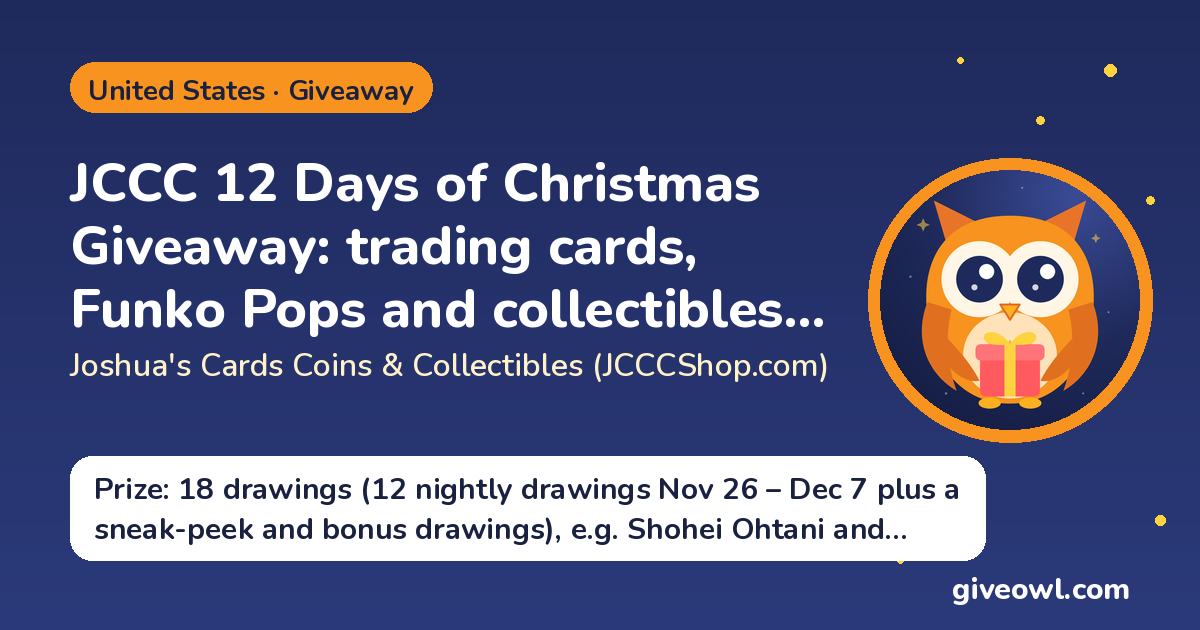 United States · Giveaway
JCCC 12 Days of Christmas
Giveaway: trading cards,
Funko Pops and collectibles...
Joshua's Cards Coins & Collectibles (JCCCShop.com)
Prize: 18 drawings (12 nightly drawings Nov 26 – Dec 7 plus a
sneak-peek and bonus drawings), e.g. Shohei Ohtani and...
giveowl.com